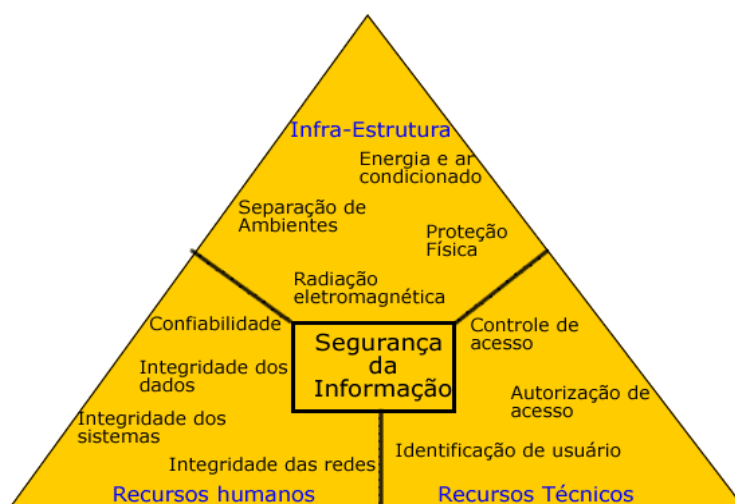 Infra-Estrutura
Energia e ar
condicionado
Separação de
Ambientes
Proteção
Física
Radiação
eletromagnética
Confiabilidade
Integridade dos
dados
Integridade dos
sistemas
Integridade das redes
Recursos humanos
Segurança
da
Informação
Controle de
acesso
Autorização de
acesso
Identificação de usuário
Recursos Técnicos